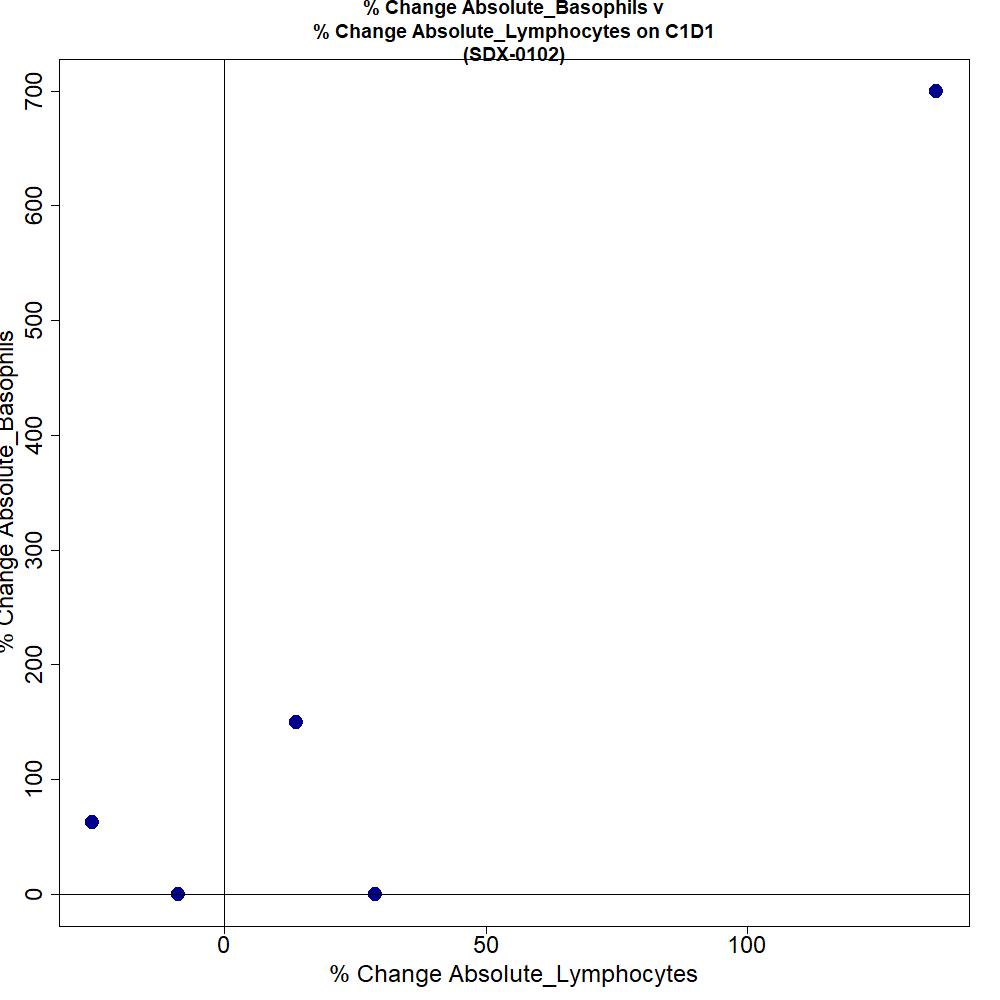 % Change Absolute_Basophils v
% Change Absolute_Lymphocytes on C1D1
(SDX-0102)
% Change Absolute_Basophils
700
600
500
400
300
200
100
0
0 50 100
% Change Absolute_Lymphocytes